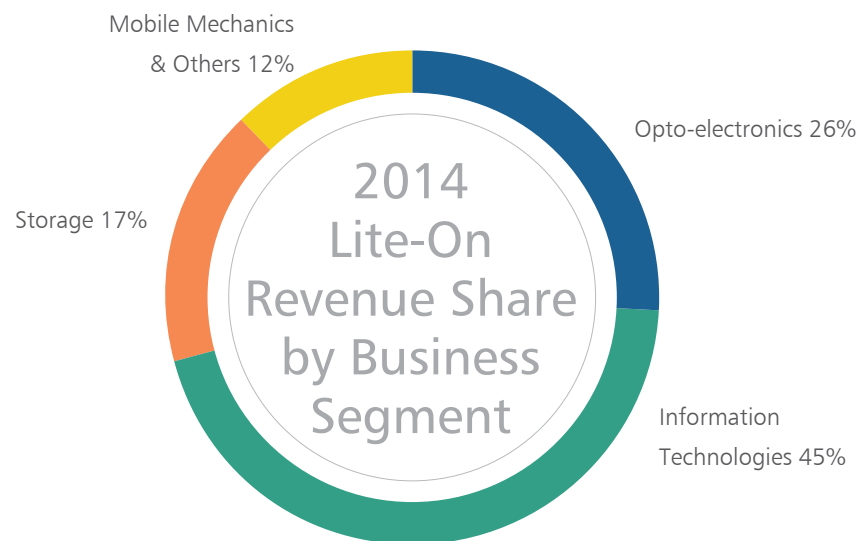 Mobile Mechanics
& Others 12%
Opto-electronics 26%
Storage 17%
2014
Lite-On
Revenue Share
by Business
Segment
Information
Technologies 45%